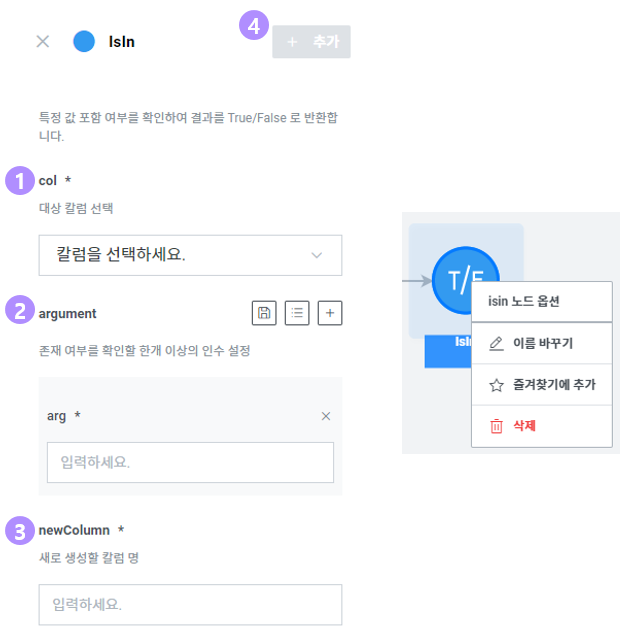 IsIn
4
+ 추가
특정 값 포함 여부를 확인하여 결과를 True/False 로 반환합
니다.
1 col *
대상 칼럼 선택
칼럼을 선택하세요.
2 argument
존재 여부를 확인할 한개 이상의 인수 설정
arg *
입력하세요.
3 newColumn *
새로 생성할 칼럼 명
입력하세요.
T/F
IsIn
isin 노드 옵션
이름 바꾸기
즐겨찾기에 추가
삭제